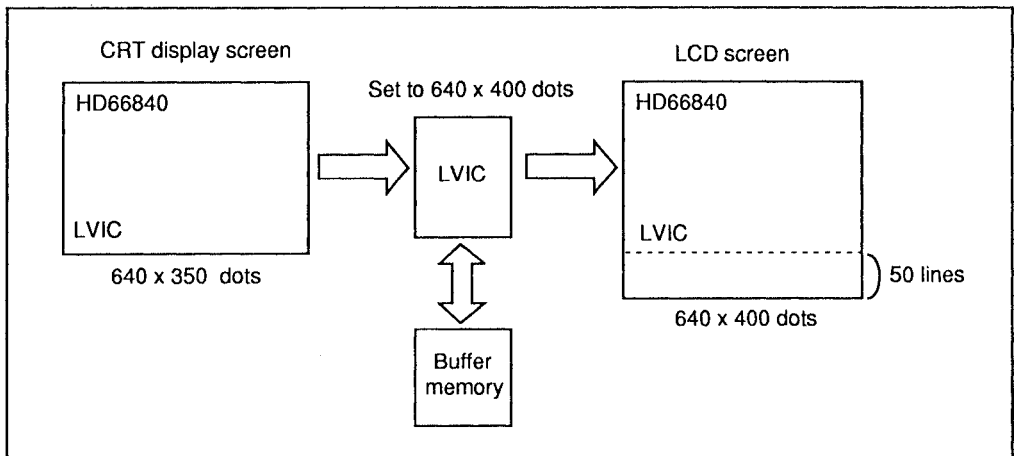 CRT display screen
HD66840
LVIC
640 x 350 dots
Set to 640 x 400 dots
LVIC
Buffer
memory
LCD screen
HD66840
LVIC
50 lines
640 x 400 dots